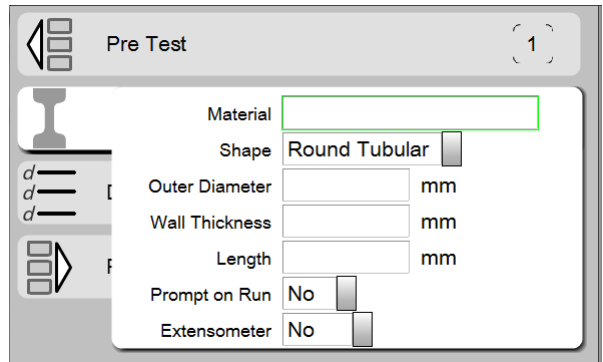 Pre Test 1
Material
Shape Round Tubular
d
d D
d
Outer Diameter mm
Wall Thickness mm
Length mm
Prompt on Run No
Extensometer No